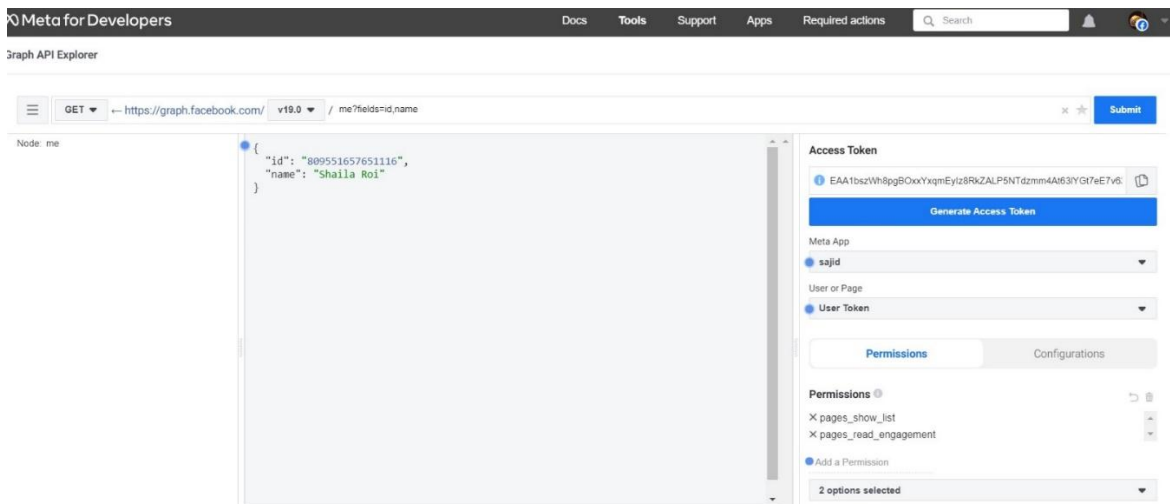 Meta for Developers
Docs Tools Support Apps Required actions Search
Graph API Explorer
GET ← https://graph.facebook.com/ v19.0 / me?fields=id,name Submit
Node: me
{
"id": "809551657651116",
"name": "Shaila Roi"
}
Access Token
Generate Access Token
Meta App
sajid
User or Page
User Token
Permissions Configurations
Permissions
pages_show_list
pages_read_engagement
Add a Permission
2 options selected